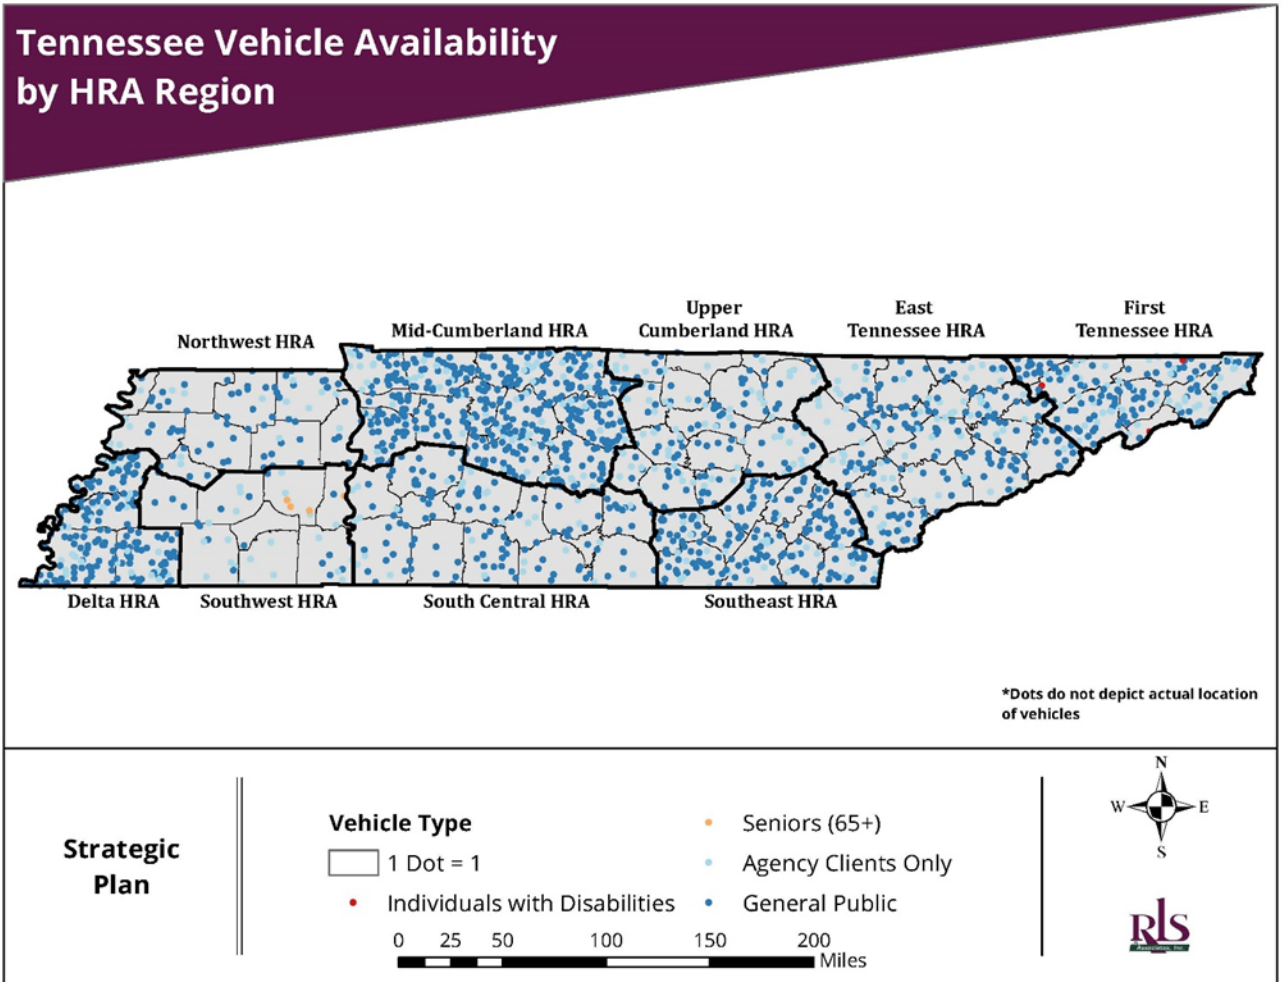 Tennessee Vehicle Availability
by HRA Region
Upper
Cumberland HRA
East
Tennessee HRA
First
Tennessee HRA
Northwest HRA
Mid-Cumberland HRA
Delta HRA
Southwest HRA
South Central HRA
Southeast HRA
*Dots do not depict actual location
of vehicles
Strategic
Plan
Vehicle Type
1 Dot = 1
Individuals with Disabilities
Seniors (65+)
Agency Clients Only
General Public
0 25 50 100 150 200
Miles
N
W E
S
RLS
Associates, Inc.